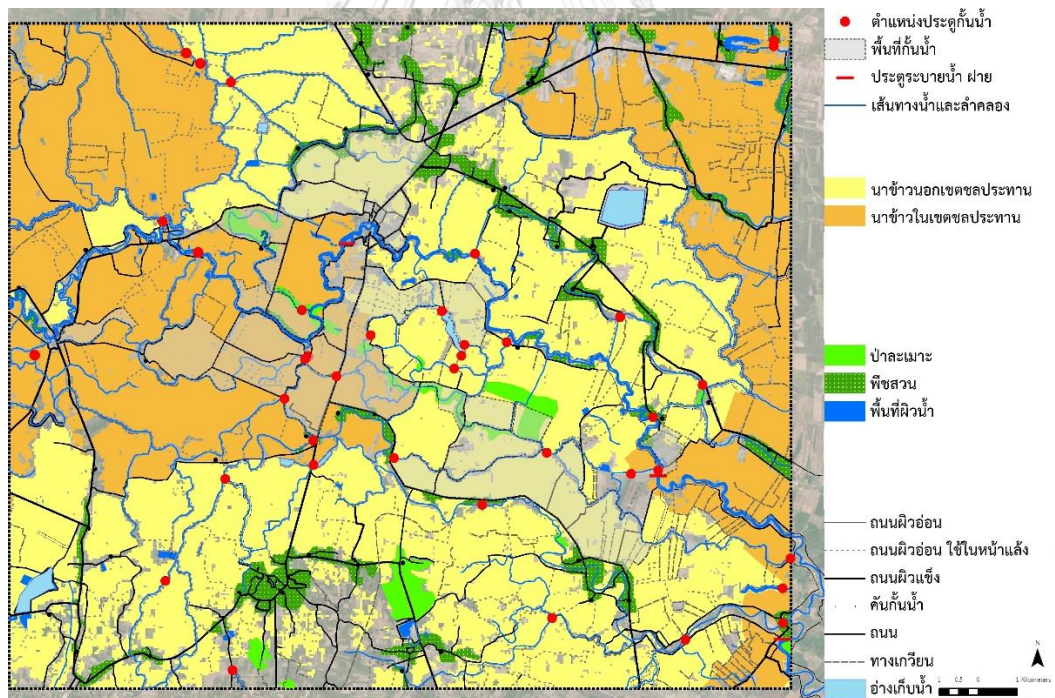 ตำแหน่งประตูกั้นน้ำ
พื้นที่กั้นน้ำ
ประตูระบายน้ำ ฝาย
เส้นทางน้ำและลำคลอง
นาข้าวนอกเขตชลประทาน
นาข้าวในเขตชลประทาน
ป่าละเมาะ
พืชสวน
พื้นที่ผิวน้ำ
ถนนผิวอ่อน
ถนนผิวอ่อน ใช้ในหน้าแล้ง
ถนนผิวแข็ง
คันกั้นน้ำ
ถนน
ทางเกวียน
อ่างเก็บน้ำ
N
1 0.5 0 1 Kilometers